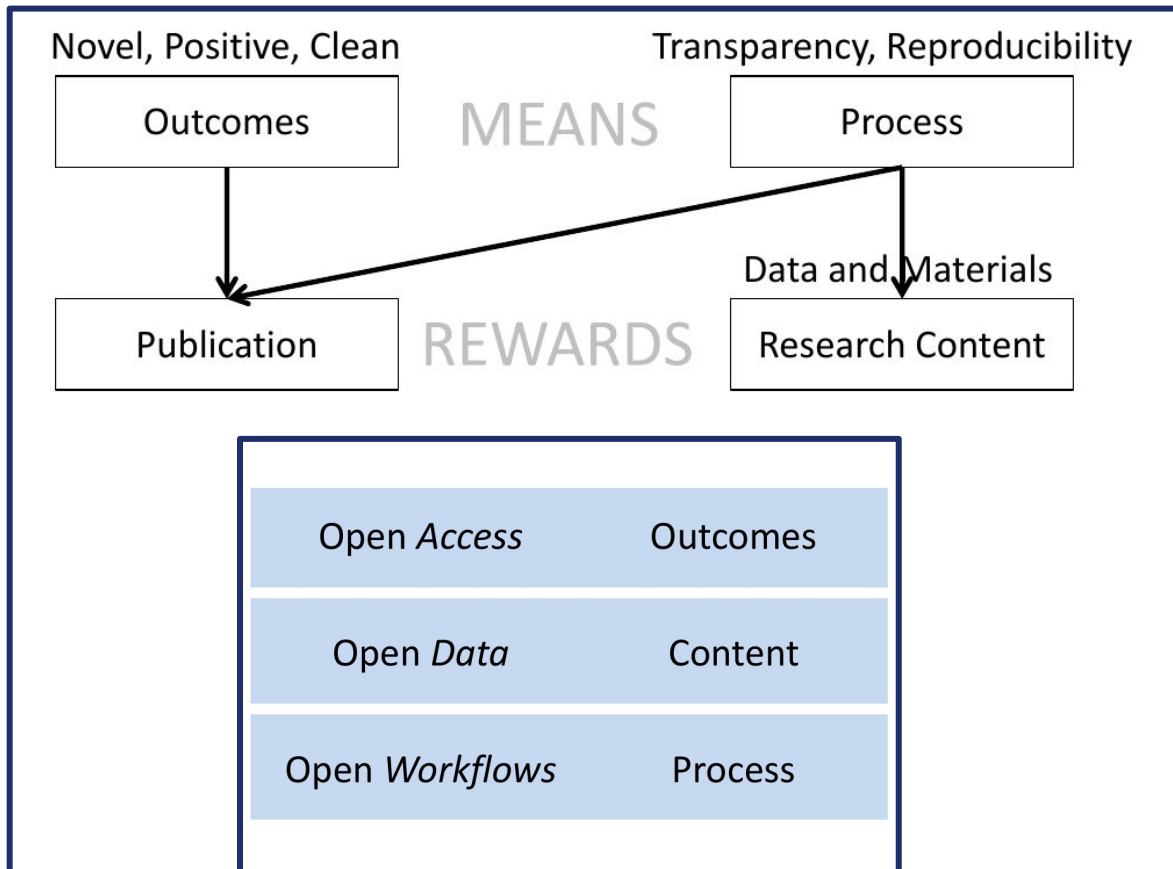 Novel, Positive, Clean
Transparency, Reproducibility
Outcomes
MEANS
Process
Data and Materials
Publication
REWARDS
Research Content
Open Access
Outcomes
Open Data
Content
Open Workflows
Process